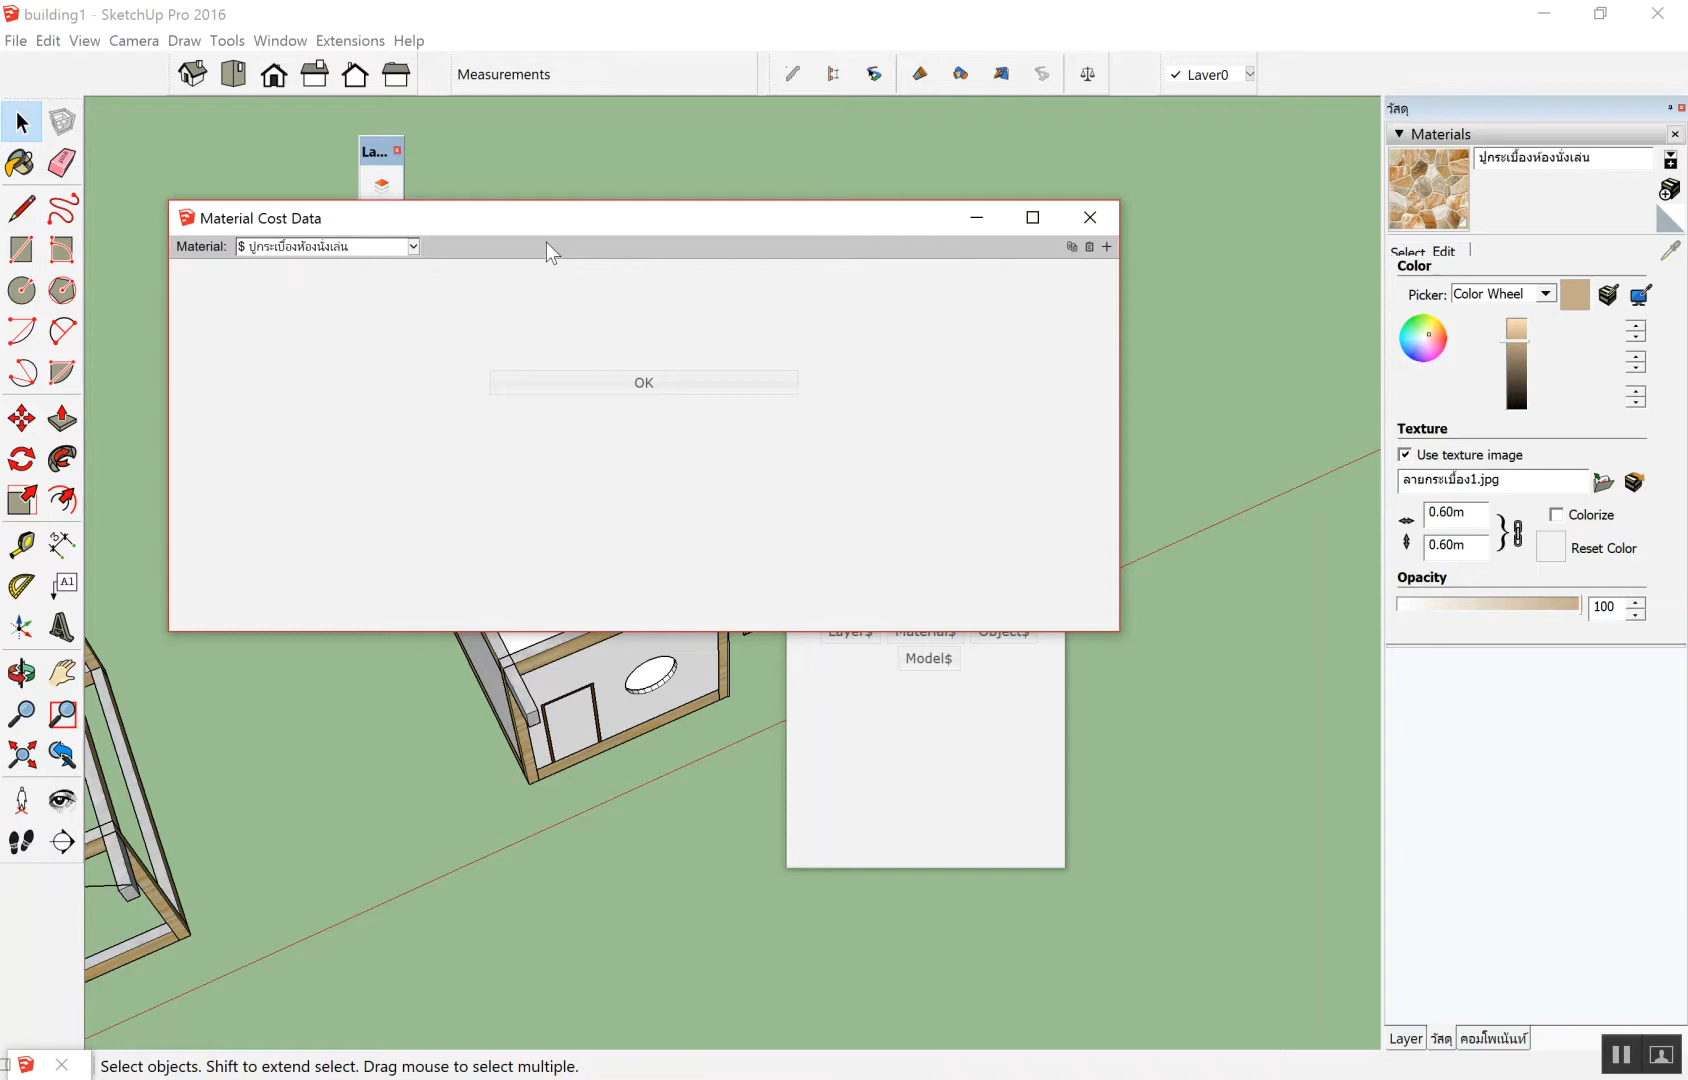 building1 - SketchUp Pro 2016
File Edit View Camera Draw Tools Window Extensions Help
Measurements
Layer0
La...
วัสดุ
Materials
ปูกระเบื้องห้องนั่งเล่น
Select Edit
Color
Picker: Color Wheel
Texture
Use texture image
ลายกระเบื้อง1.jpg
0.60m
Colorize
0.60m
Reset Color
Opacity
100
Material Cost Data
Material: $ ปูกระเบื้องห้องนั่งเล่น
OK
Layer$ Material$ Object$
Model$
A1
3
Layer วัสดุ คอมโพเน้นท์
Select objects. Shift to extend select. Drag mouse to select multiple.